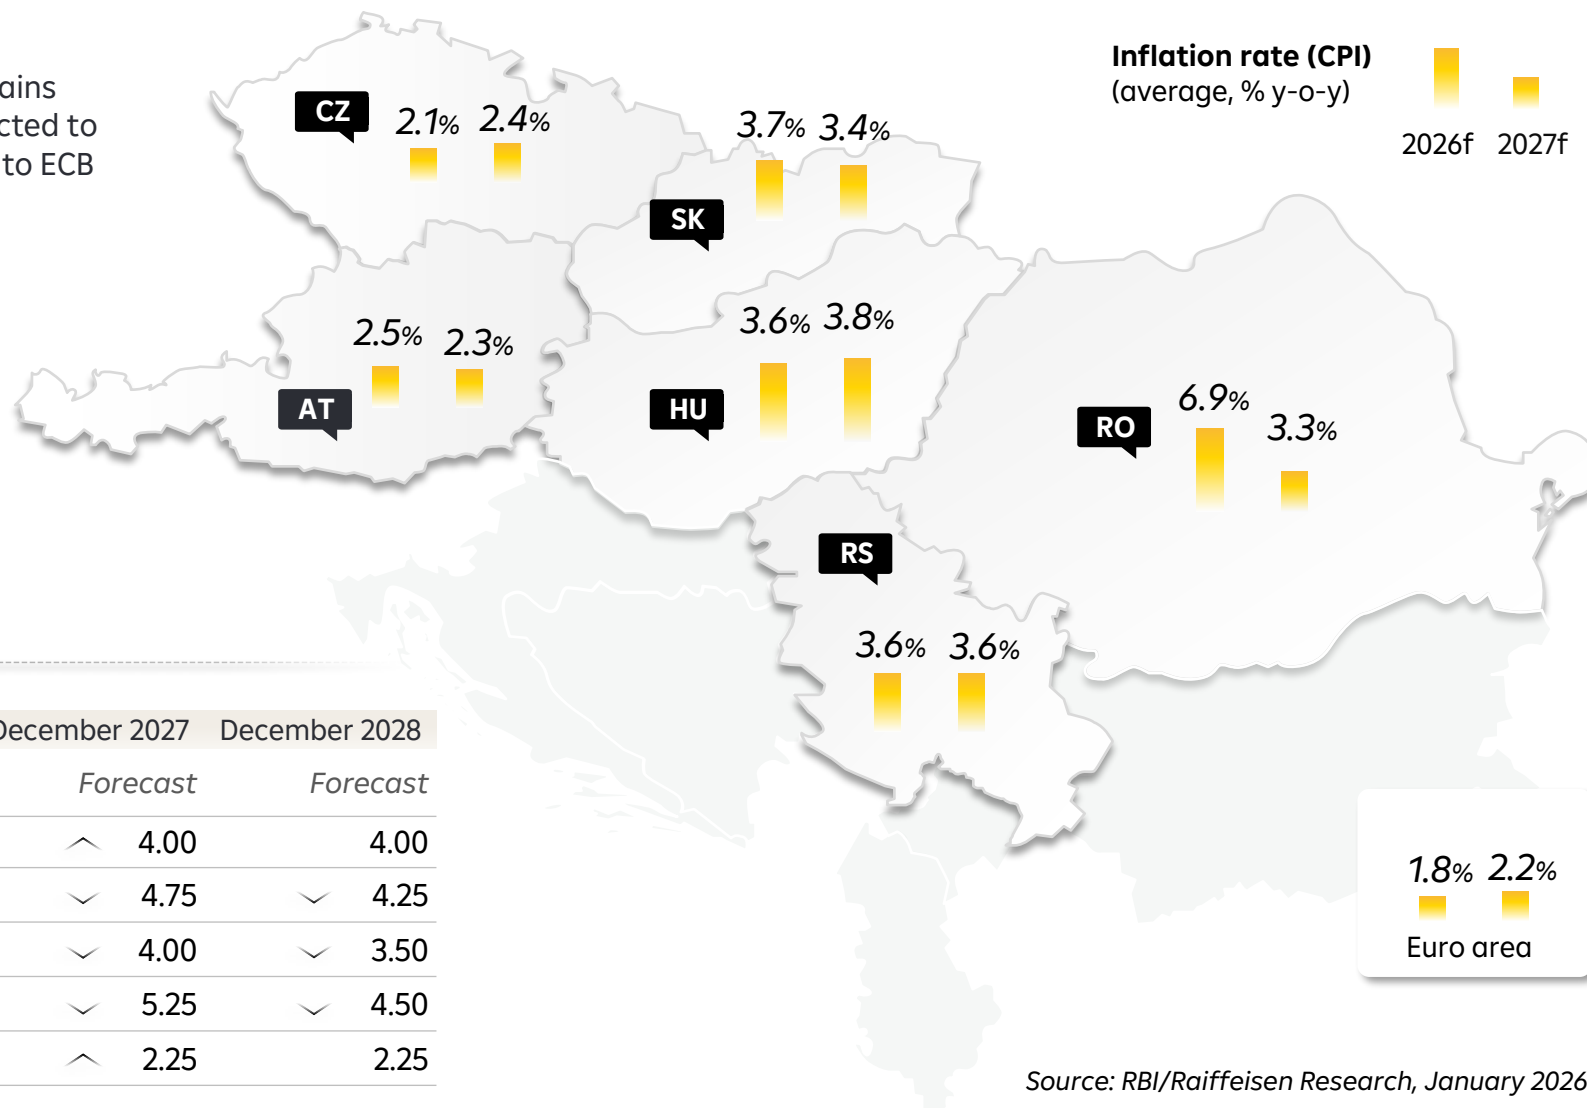 ains
cted to
to ECB
Inflation rate (CPI)
(average, % y-o-y)
2026f 2027f
CZ
2.1% 2.4%
SK
3.7% 3.4%
AT
2.5% 2.3%
HU
3.6% 3.8%
RO
6.9% 3.3%
RS
3.6% 3.6%
December 2027 December 2028
Forecast Forecast
4.00 4.00
4.75 4.25
4.00 3.50
5.25 4.50
2.25 2.25
1.8% 2.2%
Euro area
Source: RBI/Raiffeisen Research, January 2026